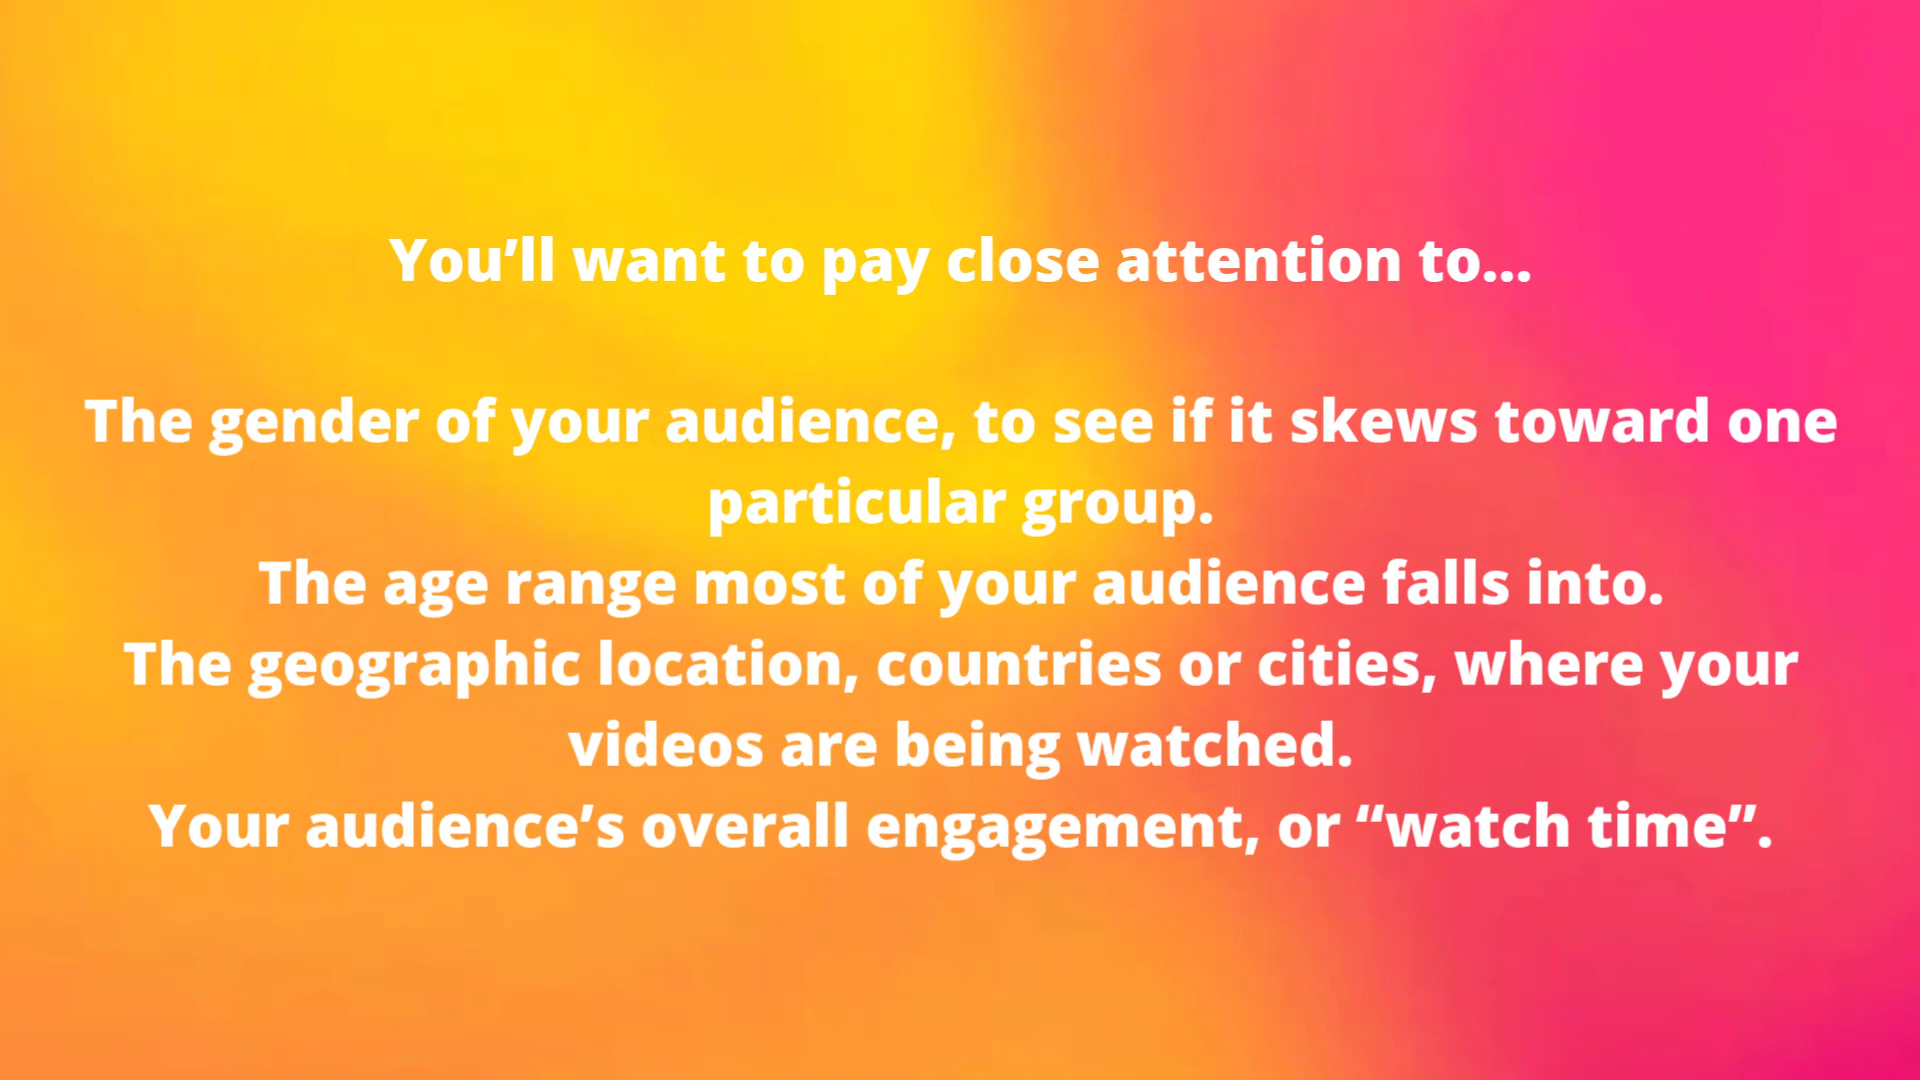 You’ll want to pay close attention to...
The gender of your audience, to see if it skews toward one
particular group.
The age range most of your audience falls into.
The geographic location, countries or cities, where your
videos are being watched.
Your audience’s overall engagement, or “watch time”.